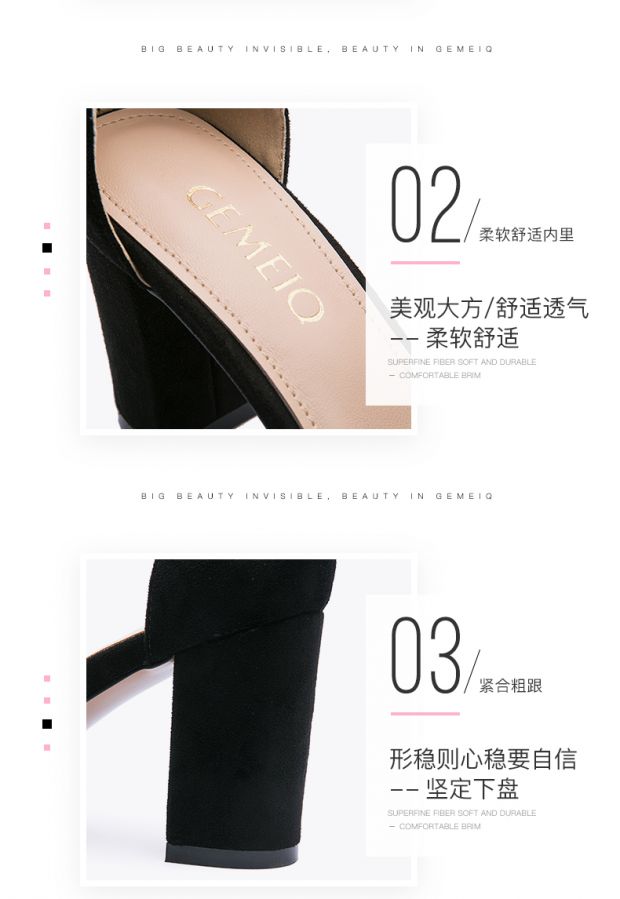 BIG BEAUTY INVISIBLE, BEAUTY IN GEMEIQ
GEMEIQ
02/柔软舒适内里
美观大方/舒适透气
-- 柔软舒适
SUPERFINE FIBER SOFT AND DURABLE
— COMFORTABLE BRIM
BIG BEAUTY INVISIBLE, BEAUTY IN GEMEIQ
03/紧合粗跟
形稳则心稳要自信
-- 坚定下盘
SUPERFINE FIBER SOFT AND DURABLE
— COMFORTABLE BRIM